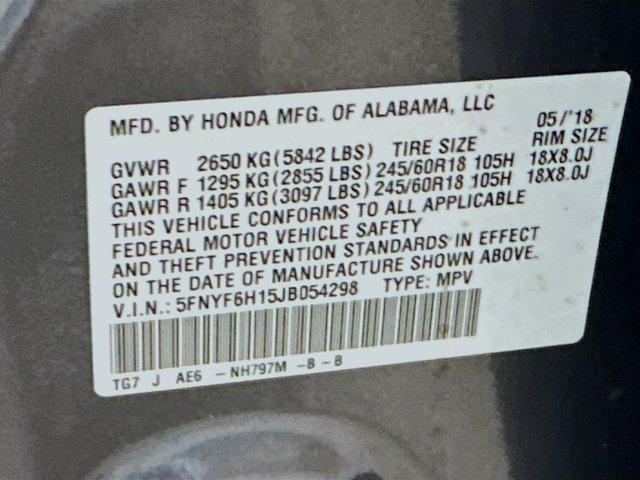 MFD. BY HONDA MFG. OF ALABAMA, LLC 05/'18
GVWR 2650 KG (5842 LBS) TIRE SIZE RIM SIZE
GAWR F 1295 KG (2855 LBS) 245/60R18 105H 18X8.0J
GAWR R 1405 KG (3097 LBS) 245/60R18 105H 18X8.0J
THIS VEHICLE CONFORMS TO ALL APPLICABLE
FEDERAL MOTOR VEHICLE SAFETY
AND THEFT PREVENTION STANDARDS IN EFFECT
ON THE DATE OF MANUFACTURE SHOWN ABOVE.
V.I.N.: 5FNYF6H15JB054298 TYPE: MPV
TG7 J AE6 - NH797M -B - B